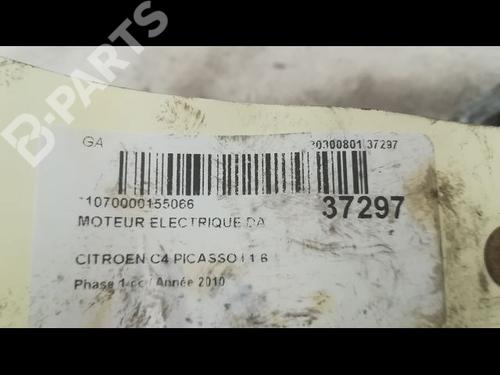 B-PARTS
GA
20300801 37297
1070000155066
37297
MOTEUR ELECTRIQUE DA
CITROEN C4 PICASSO I 1.6
Phase 1 Année 2010